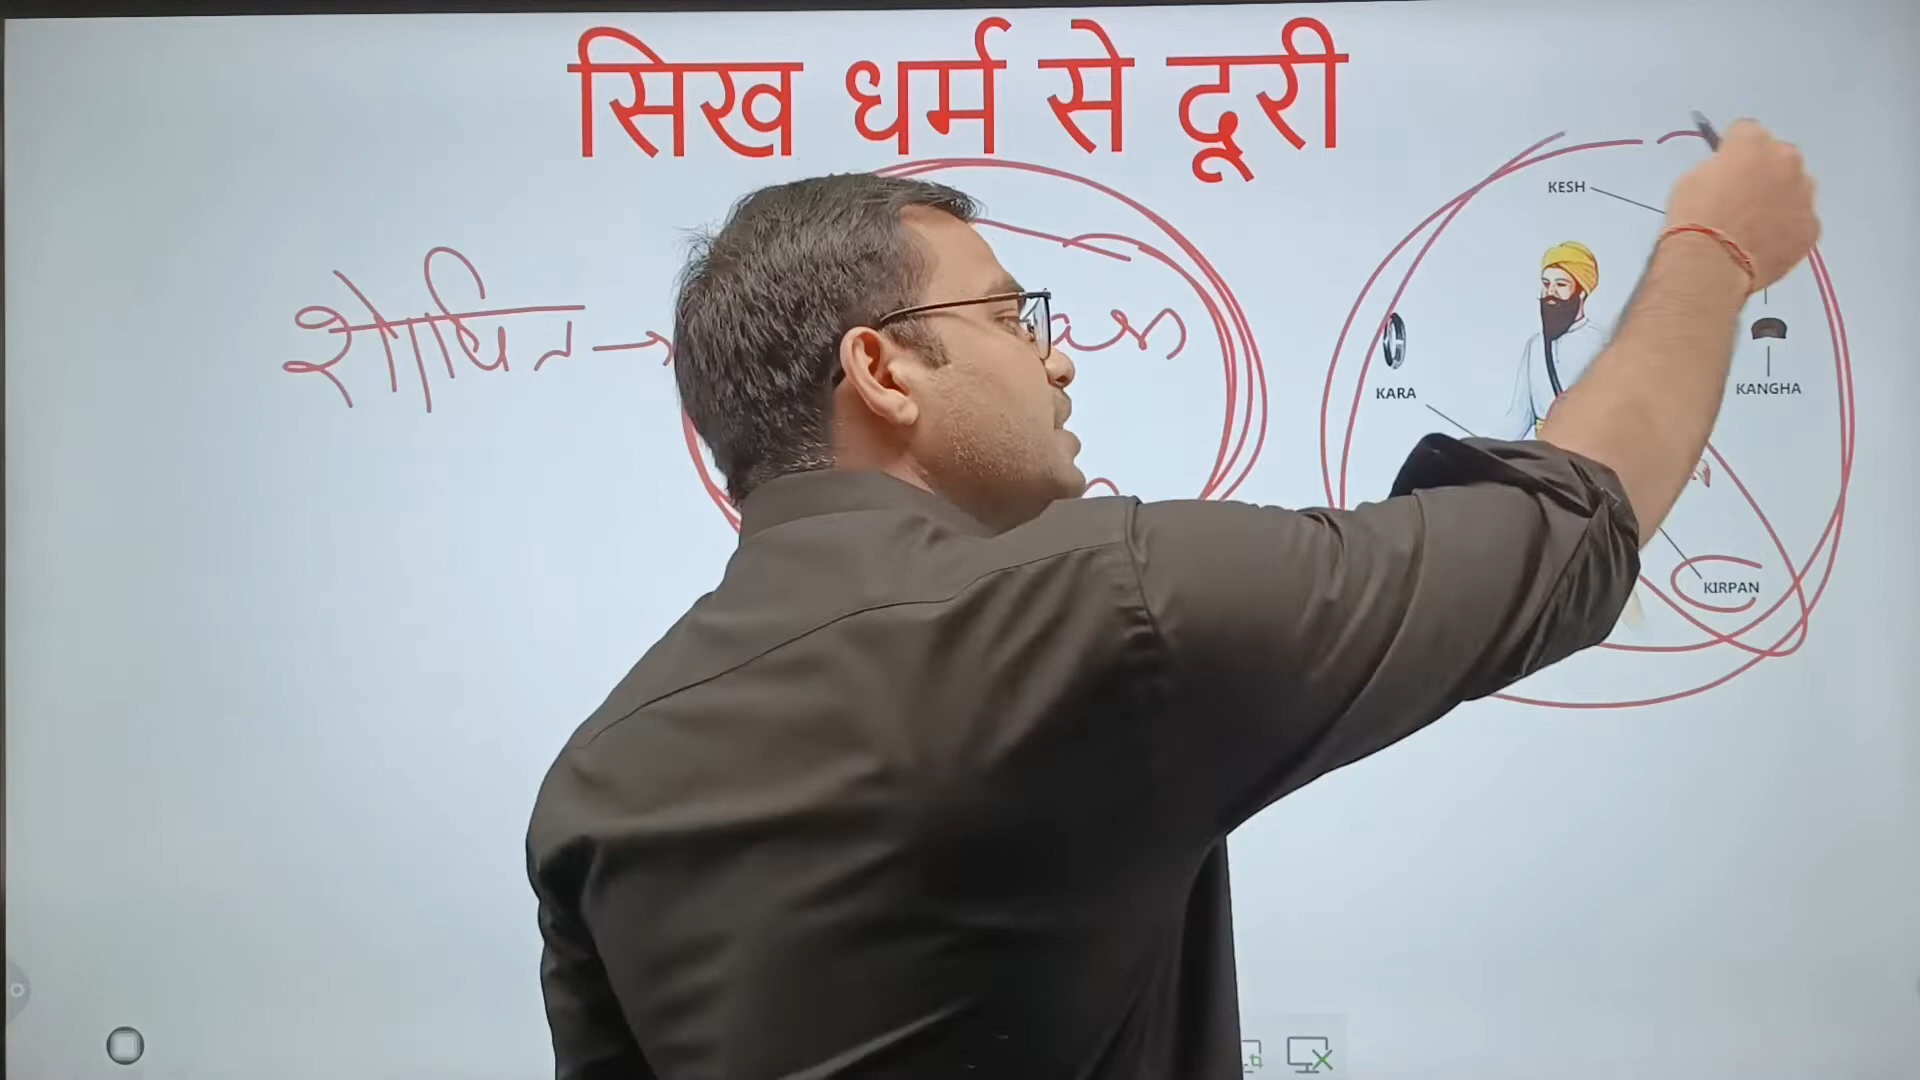 सिख धर्म से दूरी
KESH
शोषित →
KARA
KANGHA
KIRPAN